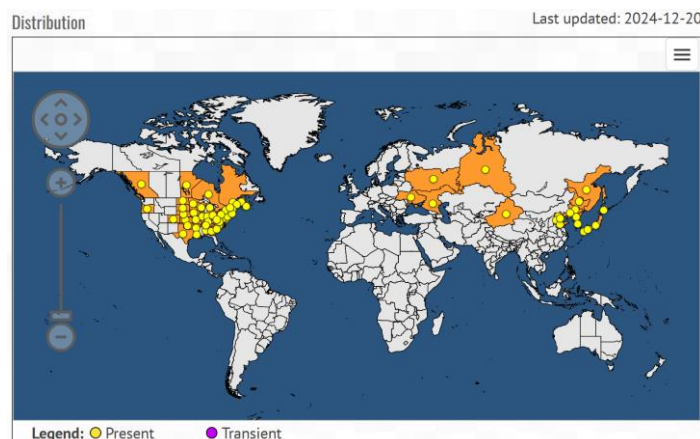 Distribution
Last updated: 2024-12-20
Legend: Present Transient